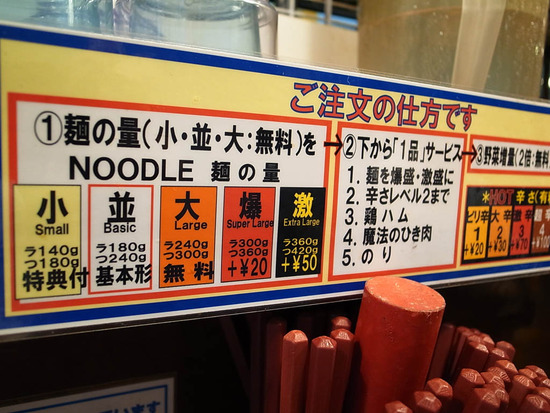 ご注文の仕方です
①麺の量(小・並・大:無料)を
NOODLE 麺の量
小
Small
ラ140g
つ180g
特典付
並
Basic
ラ180g
つ240g
基本形
大
Large
ラ240g
つ300g
無料
爆
Super Large
ラ300g
つ360g
+¥20
激
Extra Large
ラ360g
つ420g
+¥50
②下から「1品」サービス
1. 麺を爆盛・激盛に
2. 辛さレベル2まで
3. 鶏ハム
4. 魔法のひき肉
5. のり
③野菜増量(2倍:無料
*HOT 辛さ(有
ピリ辛
1
+¥20
大辛
2
+¥30
激辛
3
+¥70